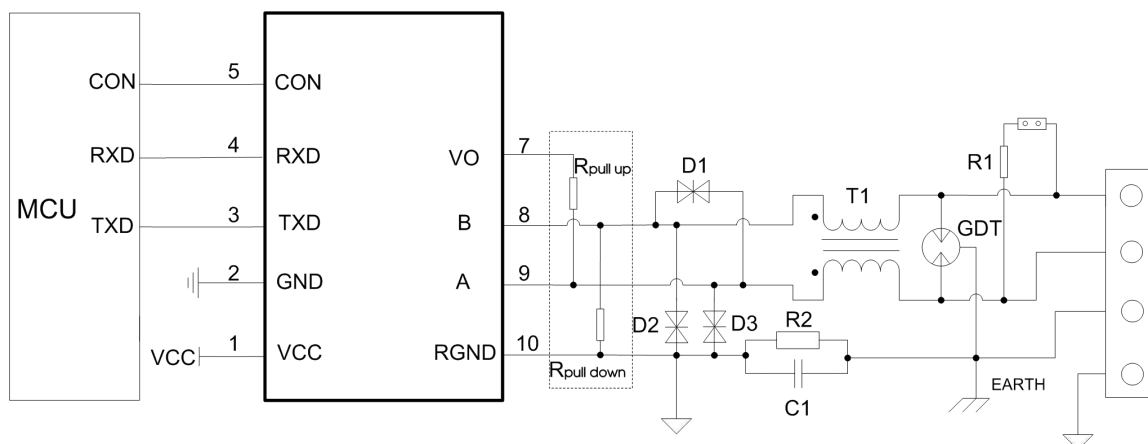 MCU
CON
RXD
TXD
5
4
3
2
1
VCC
CON
RXD
TXD
GND
VCC
VO
B
A
RGND
7
8
9
10
Rpull up
Rpull down
D1
D2
D3
T1
R2
C1
GDT
R1
EARTH